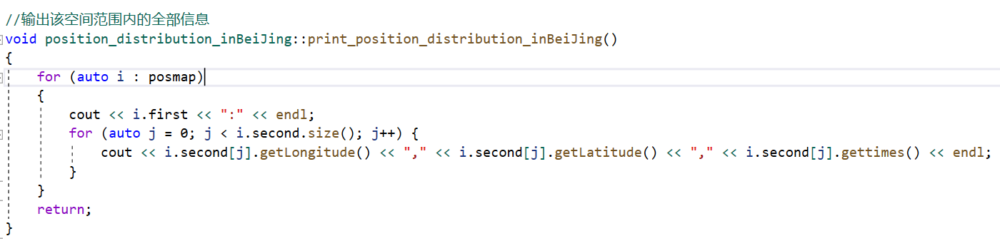 //输出该空间范围内的全部信息
void position_distribution_inBeiJing::print_position_distribution_inBeiJing()
{
    for (auto i : posmap)
    {
        cout << i.first << ":" << endl;
        for (auto j = 0; j < i.second.size(); j++) {
            cout << i.second[j].getLongitude() << "," << i.second[j].getLatitude() << "," << i.second[j].gettimes() << endl;
        }
    }
    return;
}